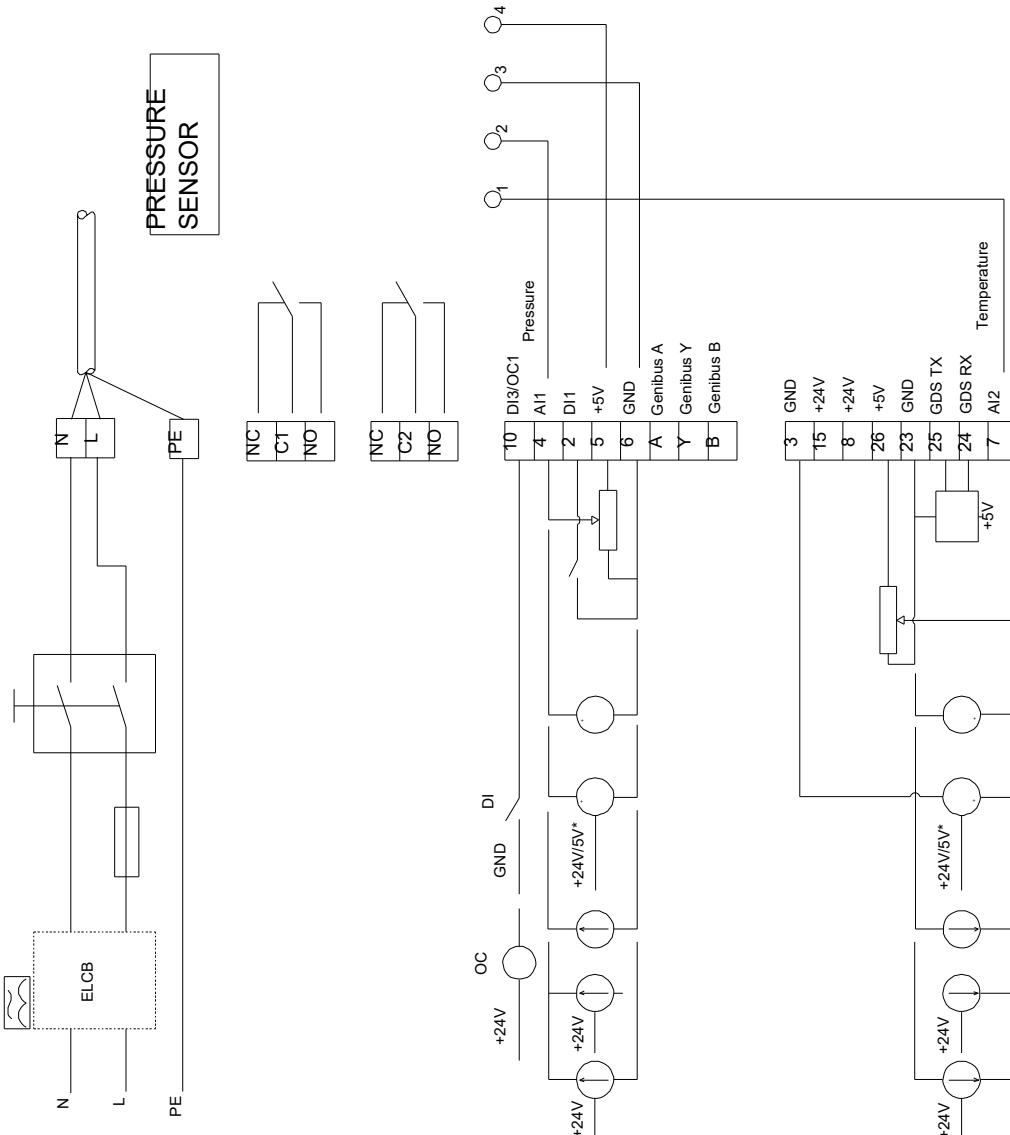 4
3
2
1
PRESSURE
SENSOR
Pressure
Temperature
N
L
PE
NC
C1
NO
NC
C2
NO
10 DI3/OC1
4 AI1
2 DI1
5 +5V
6 GND
A Genibus A
Y Genibus Y
B Genibus B
3 GND
15 +24V
8 +24V
26 +5V
23 GND
25 GDS TX
24 GDS RX
7 AI2
+5V
DI
GND
+24V/5V*
+24V/5V*
OC
ELCB
+24V
+24V
+24V
+24V
+24V
N
L
PE